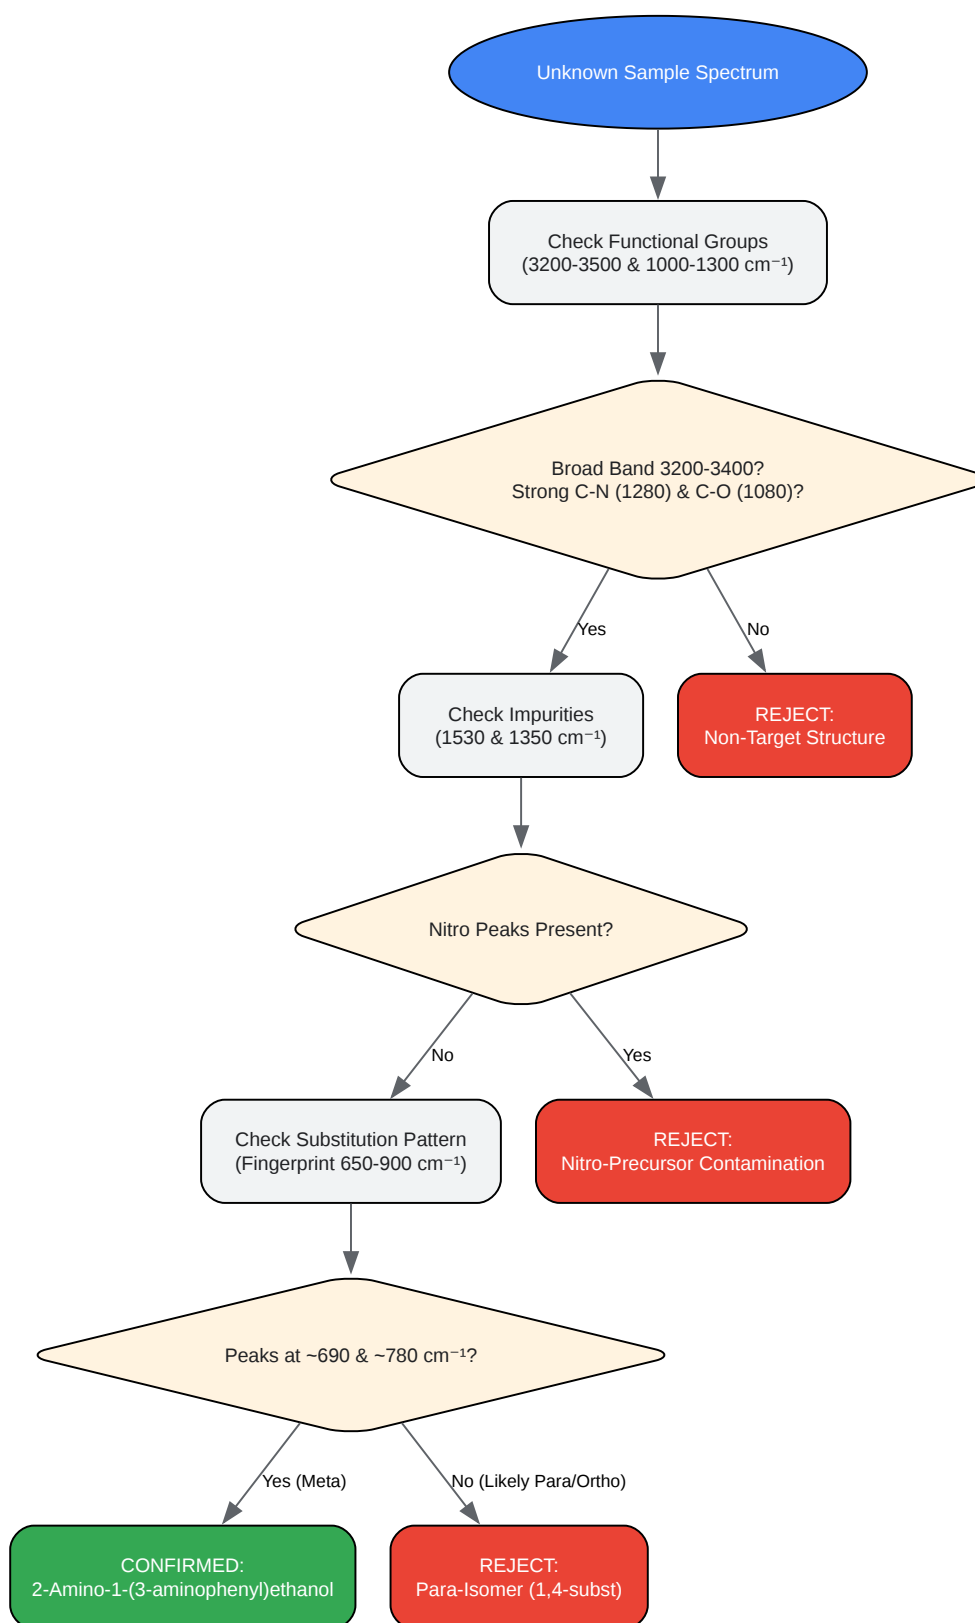 Unknown Sample Spectrum
Check Functional Groups
(3200-3500 & 1000-1300 cm⁻¹)
Broad Band 3200-3400?
Strong C-N (1280) & C-O (1080)?
Yes
No
Check Impurities
(1530 & 1350 cm⁻¹)
REJECT:
Non-Target Structure
Nitro Peaks Present?
No
Yes
Check Substitution Pattern
(Fingerprint 650-900 cm⁻¹)
REJECT:
Nitro-Precursor Contamination
Peaks at ~690 & ~780 cm⁻¹?
Yes (Meta)
No (Likely Para/Ortho)
CONFIRMED:
2-Amino-1-(3-aminophenyl)ethanol
REJECT:
Para-Isomer (1,4-subst)